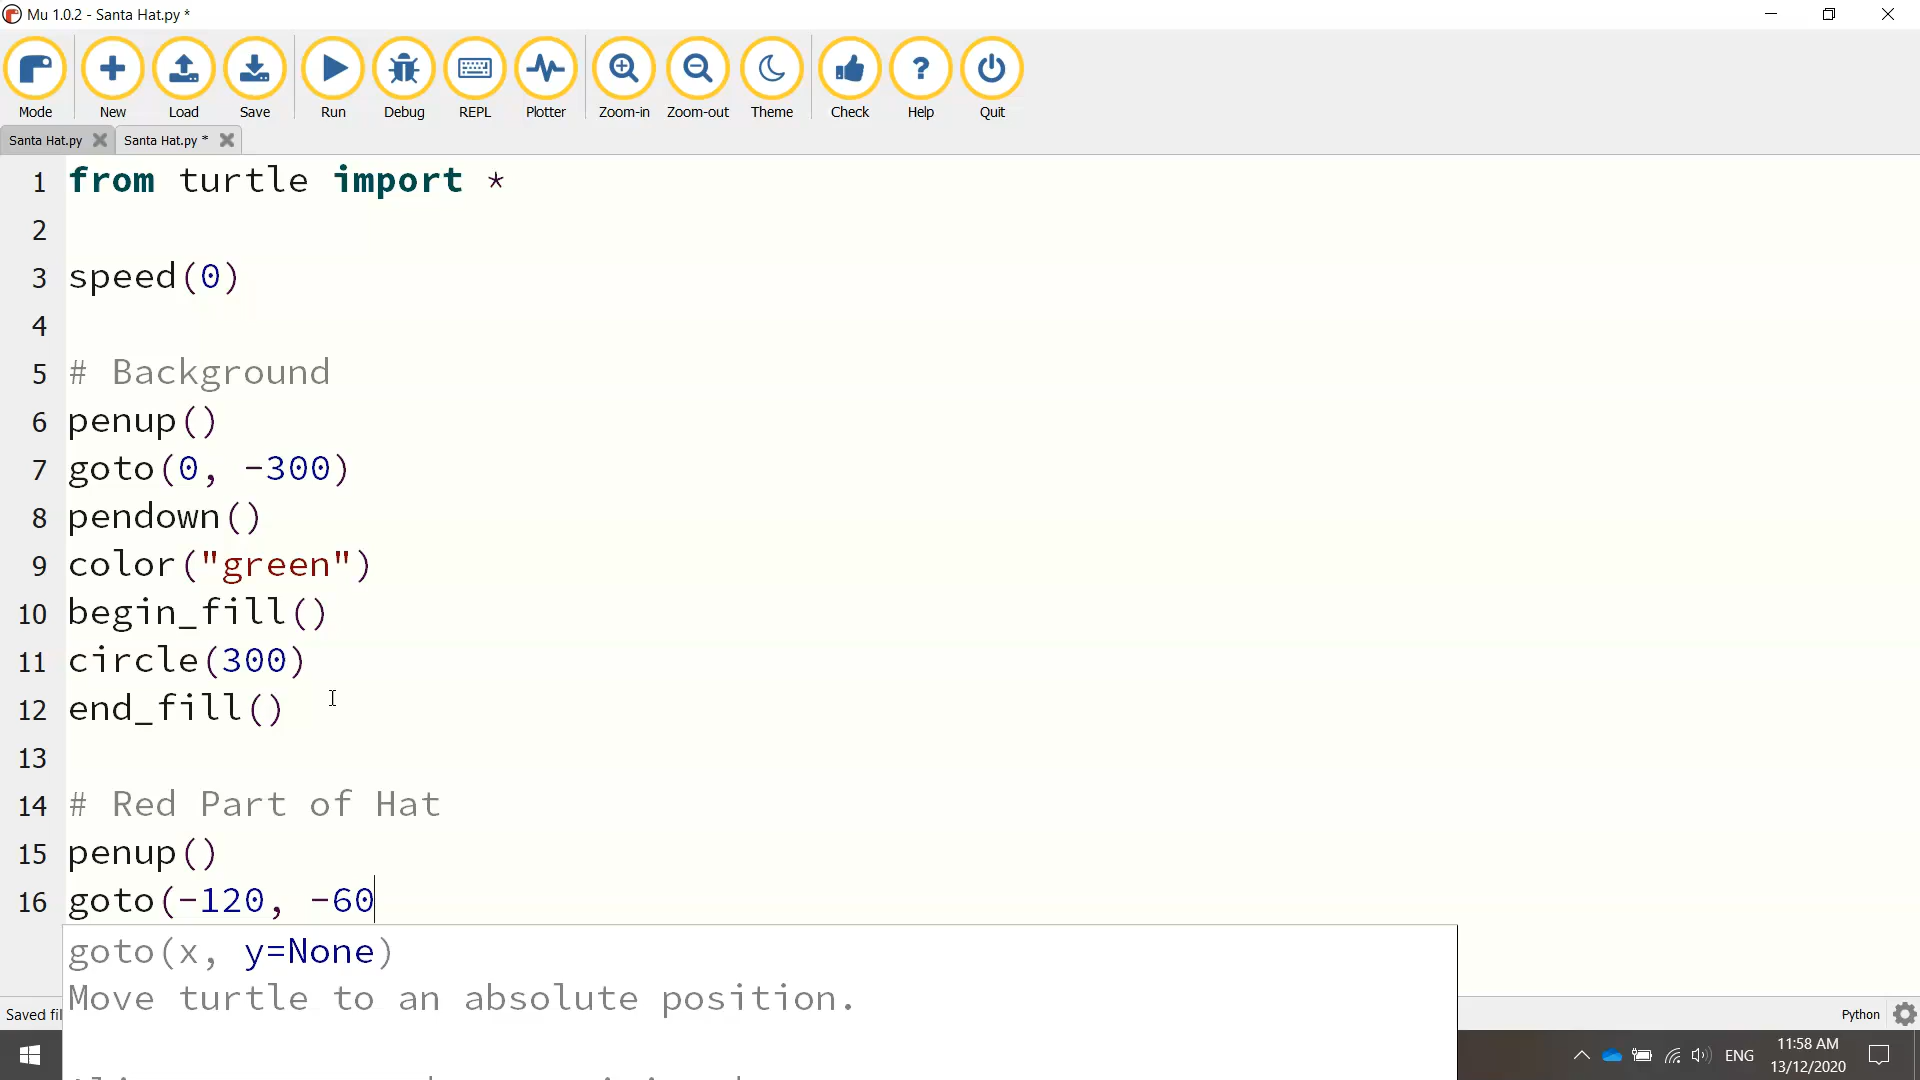 Mu 1.0.2 - Santa Hat.py *
Mode New Load Save Run Debug REPL Plotter Zoom-in Zoom-out Theme Check Help Quit
Santa Hat.py Santa Hat.py *
1 from turtle import *
2
3 speed(0)
4
5 # Background
6 penup()
7 goto(0, -300)
8 pendown()
9 color("green")
10 begin_fill()
11 circle(300)
12 end_fill()
13
14 # Red Part of Hat
15 penup()
16 goto(-120, -60
goto(x, y=None)
Move turtle to an absolute position.
Saved Python
ENG 11:58 AM
13/12/2020